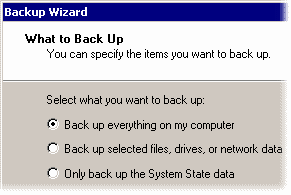 Backup Wizard
What to Back Up
You can specify the items you want to back up.
Select what you want to back up:
Back up everything on my computer
Back up selected files, drives, or network data
Only back up the System State data